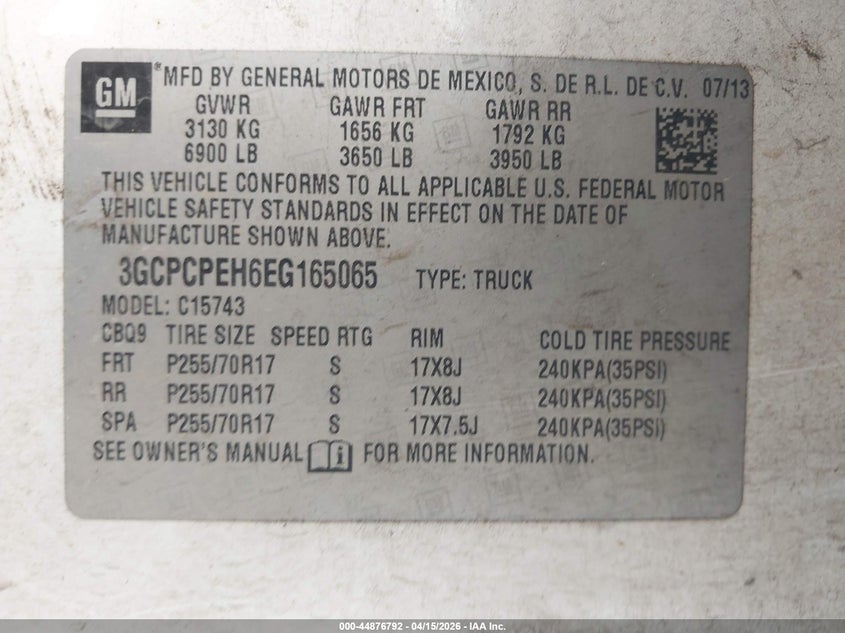 GM ® MFD BY GENERAL MOTORS DE MEXICO, S. DE R.L. DE C.V. 07/13
GVWR GAWR FRT GAWR RR
3130 KG 1656 KG 1792 KG
6900 LB 3650 LB 3950 LB
THIS VEHICLE CONFORMS TO ALL APPLICABLE U.S. FEDERAL MOTOR
VEHICLE SAFETY STANDARDS IN EFFECT ON THE DATE OF
MANUFACTURE SHOWN ABOVE.
3GCPCPEH6EG165065 TYPE: TRUCK
MODEL: C15743
CBQ9 TIRE SIZE SPEED RTG RIM COLD TIRE PRESSURE
FRT P255/70R17 S 17X8J 240KPA(35PSI)
RR P255/70R17 S 17X8J 240KPA(35PSI)
SPA P255/70R17 S 17X7.5J 240KPA(35PSI)
SEE OWNER'S MANUAL i FOR MORE INFORMATION.
000-44876792 - 04/15/2026 - IAA Inc.